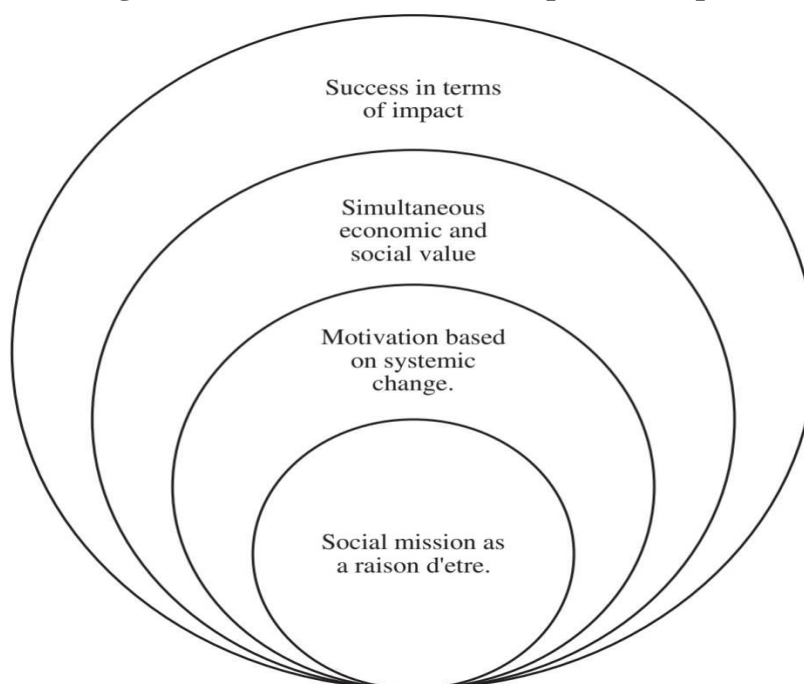 Success in terms
of impact
Simultaneous
economic and
social value
Motivation based
on systemic
change.
Social mission as
a raison d'etre.